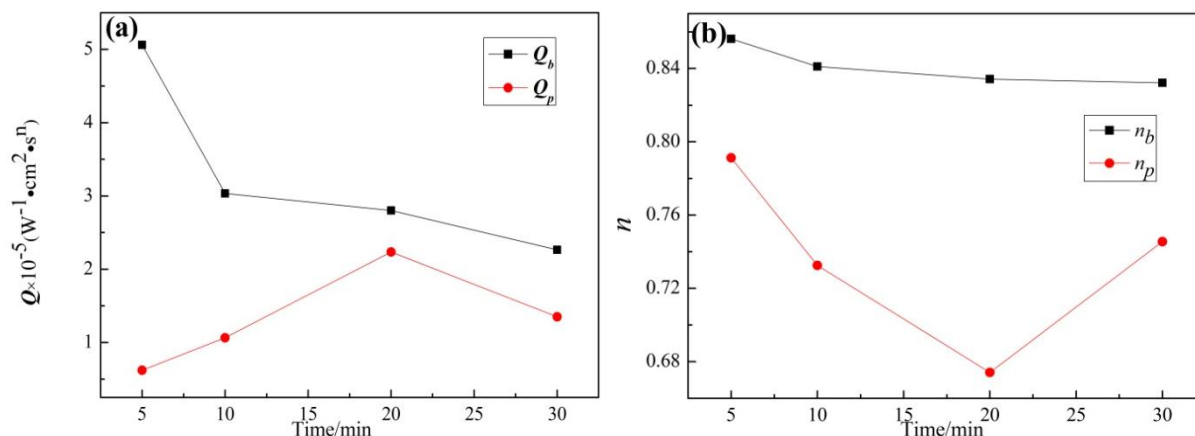 (a)
Q_b
Q_p
Q×10⁻⁵(W⁻¹•cm²•sⁿ)
5
4
3
2
1
5 10 15 20 25 30
Time/min
(b)
n_b
n_p
n
0.84
0.80
0.76
0.72
0.68
5 10 15 20 25 30
Time/min